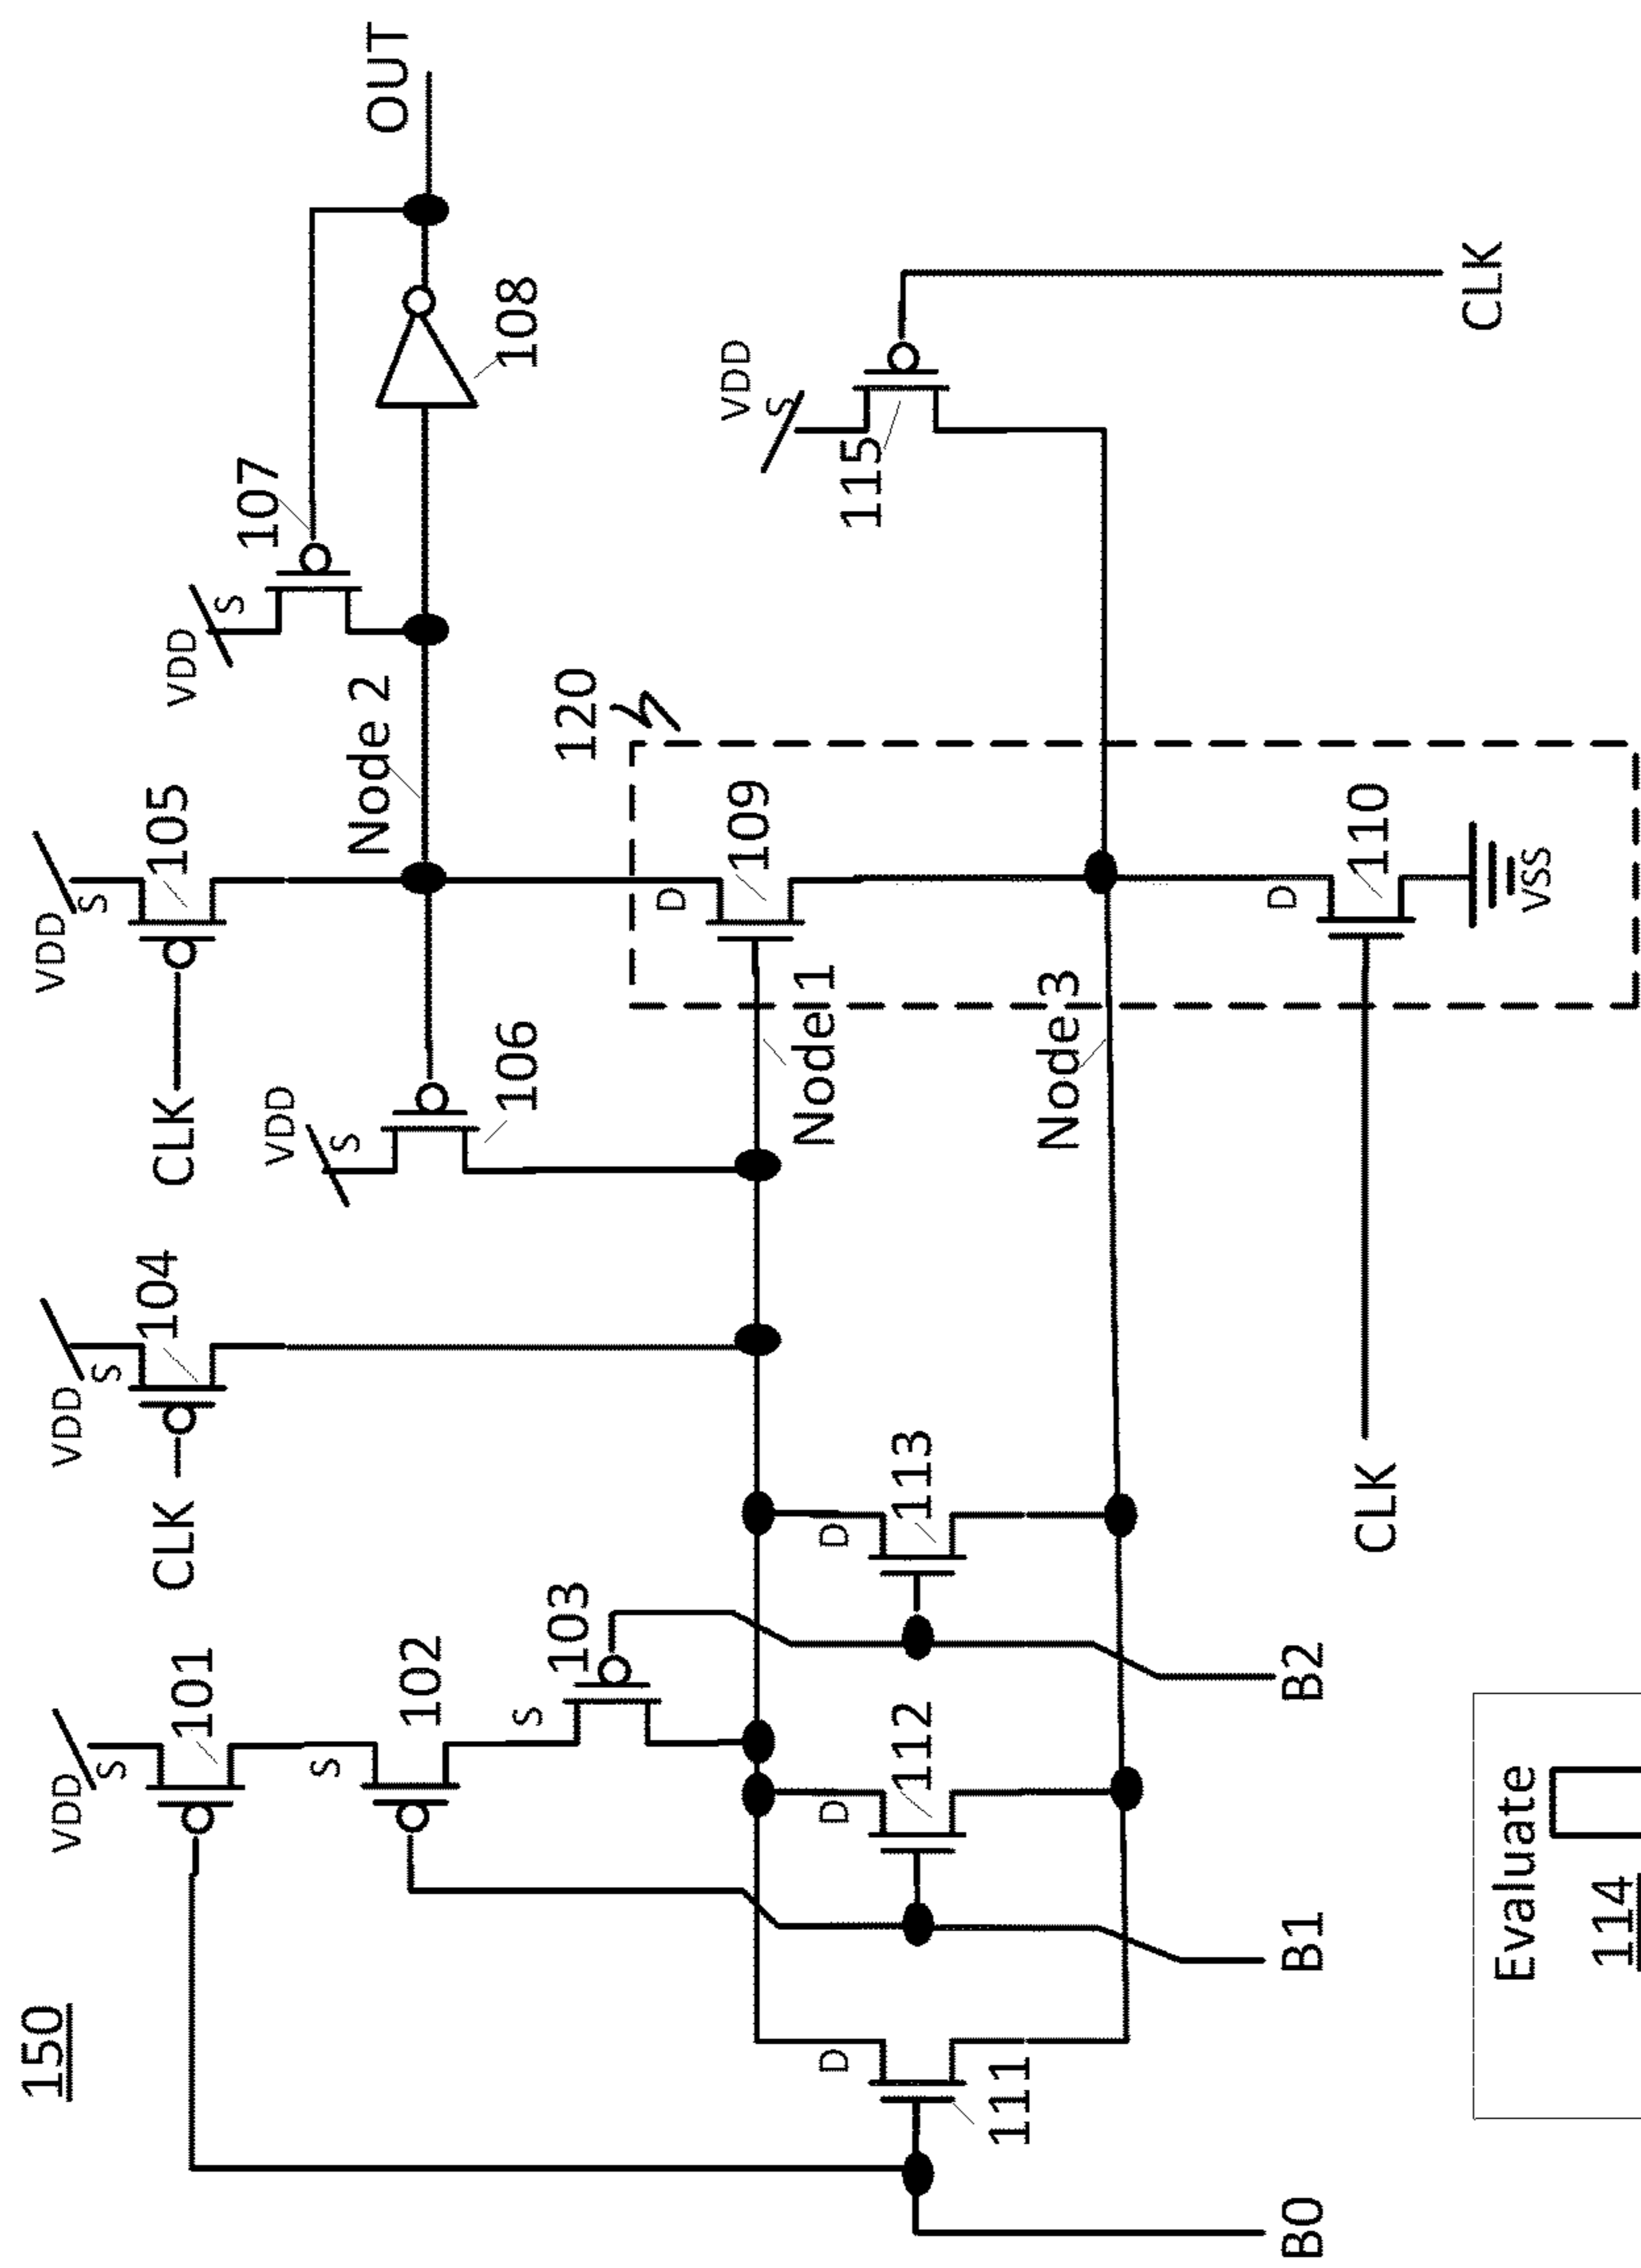 150
VDD
S
101
S
102
S
103
CLK
VDD
S
104
CLK
VDD
S
105
VDD
S
106
Node 2
VDD
S
107
108
OUT
120
D
109
Node 1
Node 3
D
110
VSS
VDD
S
115
CLK
D
111
D
112
D
113
CLK
B0
B1
B2
Evaluate
114